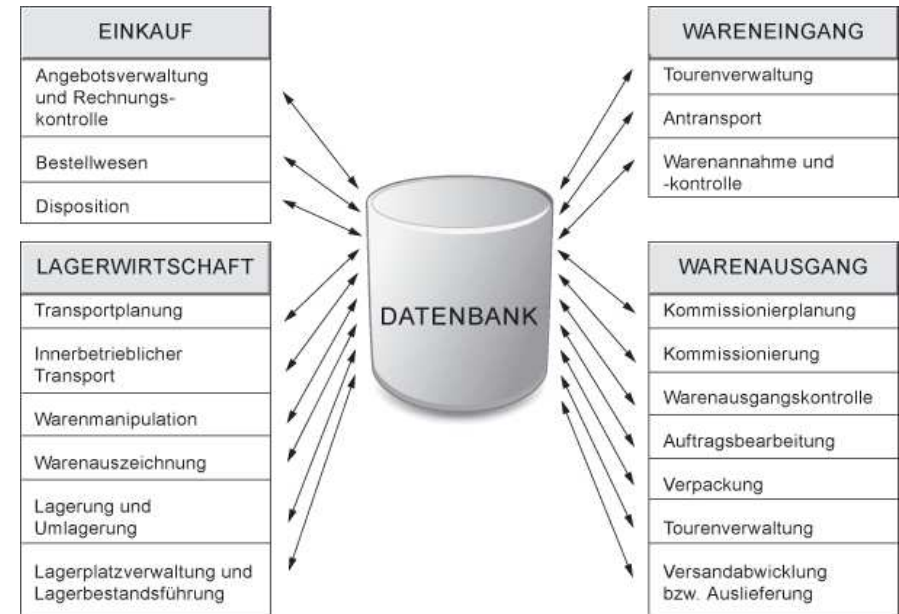 EINKAUF
Angebotsverwaltung
und Rechnungs-
kontrolle
Bestellwesen
Disposition
LAGERWIRTSCHAFT
Transportplanung
Innerbetrieblicher
Transport
Warenmanipulation
Warenauszeichnung
Lagerung und
Umlagerung
Lagerplatzverwaltung und
Lagerbestandsführung
DATENBANK
WARENEINGANG
Tourenverwaltung
Antransport
Warenannahme und
-kontrolle
WARENAUSGANG
Kommissionierplanung
Kommissionierung
Warenausgangskontrolle
Auftragsbearbeitung
Verpackung
Tourenverwaltung
Versandabwicklung
bzw. Auslieferung